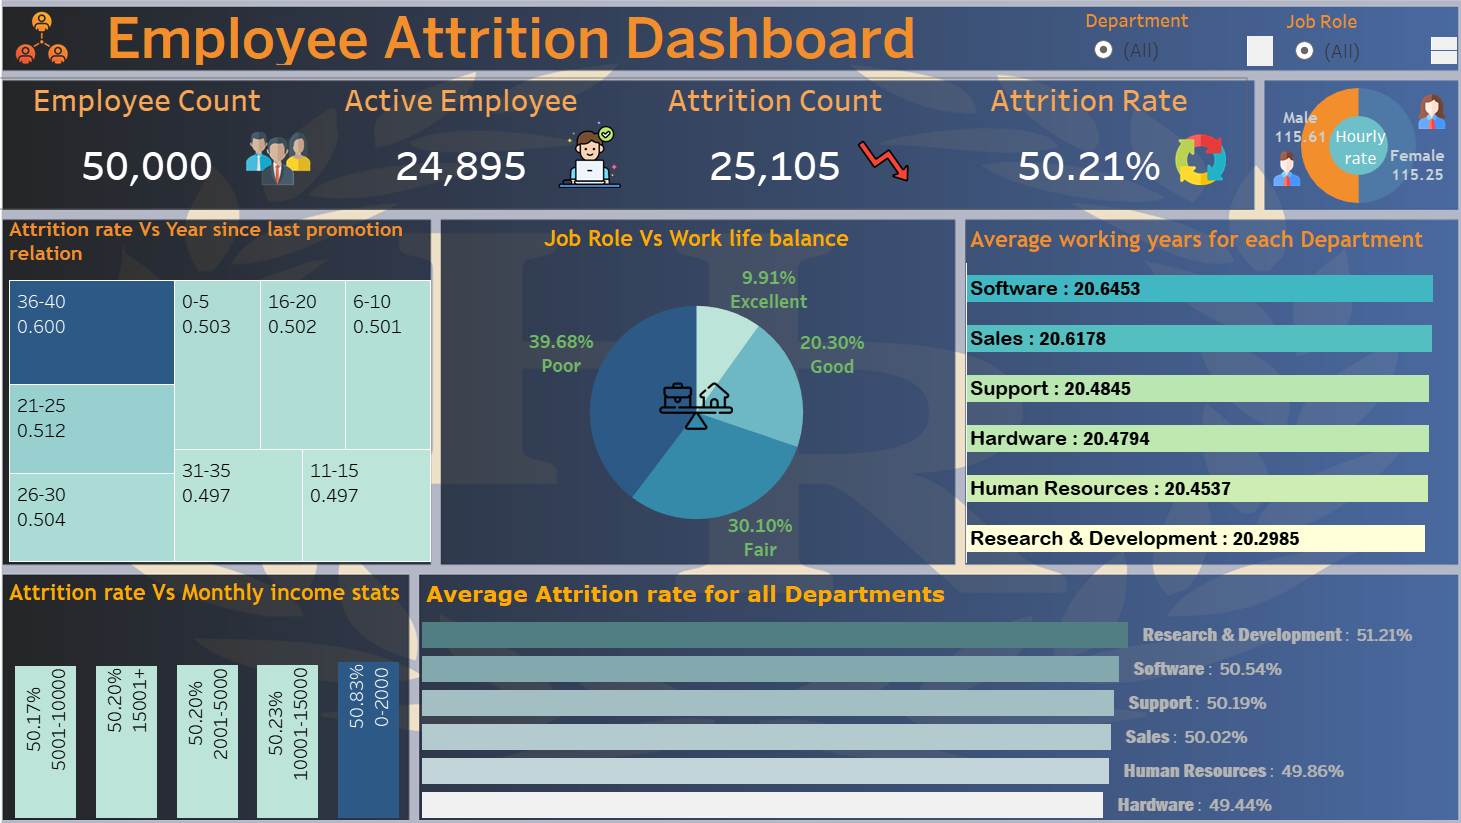 Employee Attrition Dashboard
Department
(All)
Job Role
(All)
Employee Count
50,000
Active Employee
24,895
Attrition Count
25,105
Attrition Rate
50.21%
Male
115.61
Hourly
rate
Female
115.25
Attrition rate Vs Year since last promotion
relation
36-40
0.600
21-25
0.512
26-30
0.504
0-5
0.503
16-20
0.502
6-10
0.501
31-35
0.497
11-15
0.497
Job Role Vs Work life balance
9.91%
Excellent
20.30%
Good
39.68%
Poor
30.10%
Fair
Average working years for each Department
Software : 20.6453
Sales : 20.6178
Support : 20.4845
Hardware : 20.4794
Human Resources : 20.4537
Research & Development : 20.2985
Attrition rate Vs Monthly income stats
50.17%
5001-10000
50.20%
15001+
50.20%
2001-5000
50.23%
10001-15000
50.83%
0-2000
Average Attrition rate for all Departments
Research & Development : 51.21%
Software : 50.54%
Support : 50.19%
Sales : 50.02%
Human Resources : 49.86%
Hardware : 49.44%